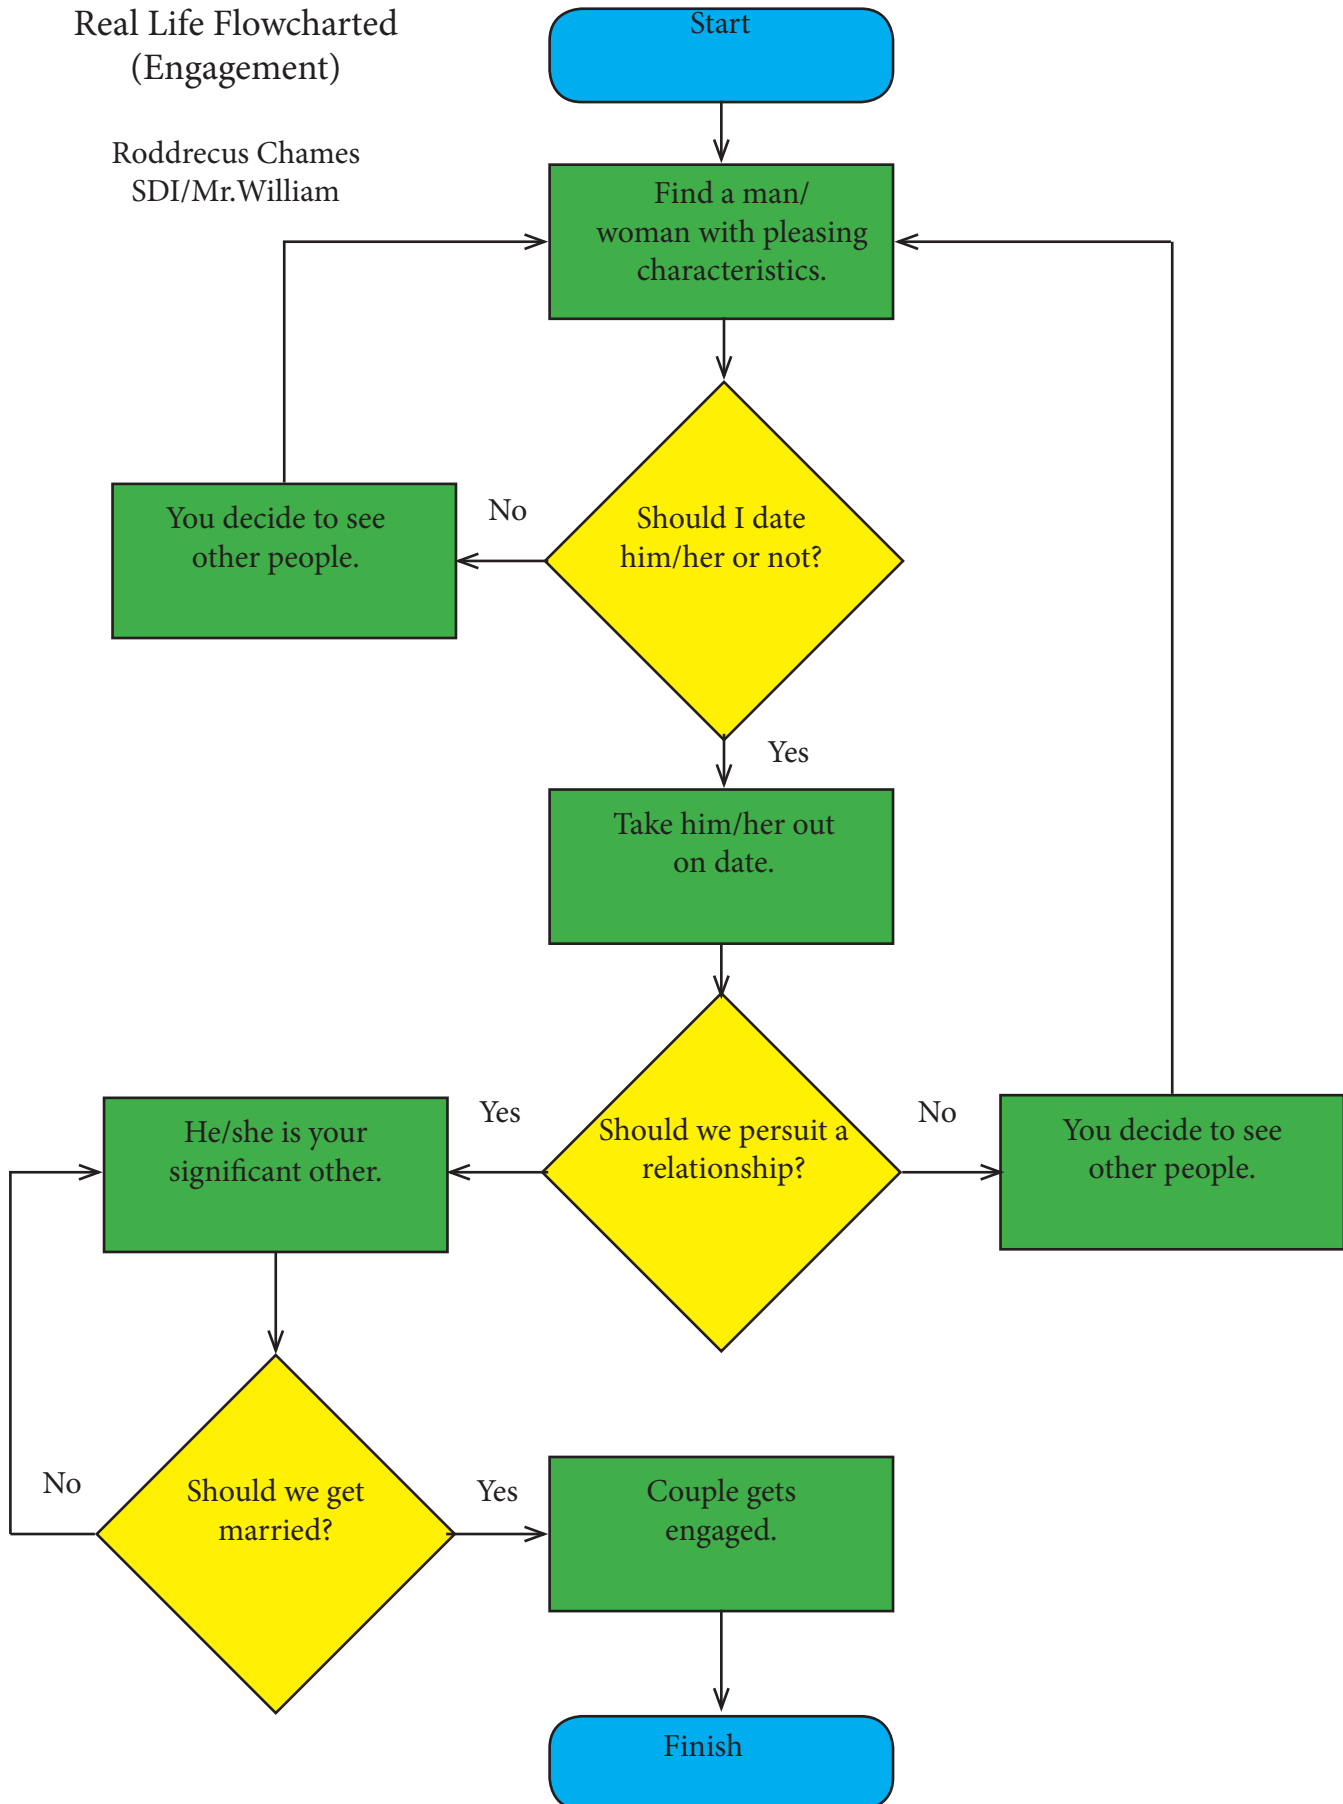 Real Life Flowcharted
(Engagement)
Roddrecus Chames
SDI/Mr.William
Start
Find a man/
woman with pleasing
characteristics.
Should I date
him/her or not?
No
You decide to see
other people.
Yes
Take him/her out
on date.
Should we persuit a
relationship?
No
You decide to see
other people.
Yes
He/she is your
significant other.
Should we get
married?
No
Yes
Couple gets
engaged.
Finish